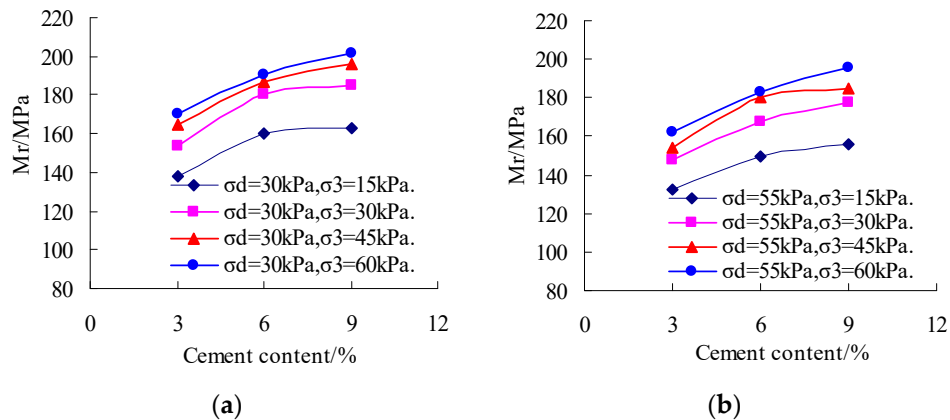 220
200
180
160
140
120
100
80
Mr/MPa
σd=30kPa,σ3=15kPa.
σd=30kPa,σ3=30kPa.
σd=30kPa,σ3=45kPa.
σd=30kPa,σ3=60kPa.
0 3 6 9 12
Cement content/%
(a)
220
200
180
160
140
120
100
80
Mr/MPa
σd=55kPa,σ3=15kPa.
σd=55kPa,σ3=30kPa.
σd=55kPa,σ3=45kPa.
σd=55kPa,σ3=60kPa.
0 3 6 9 12
Cement content/%
(b)